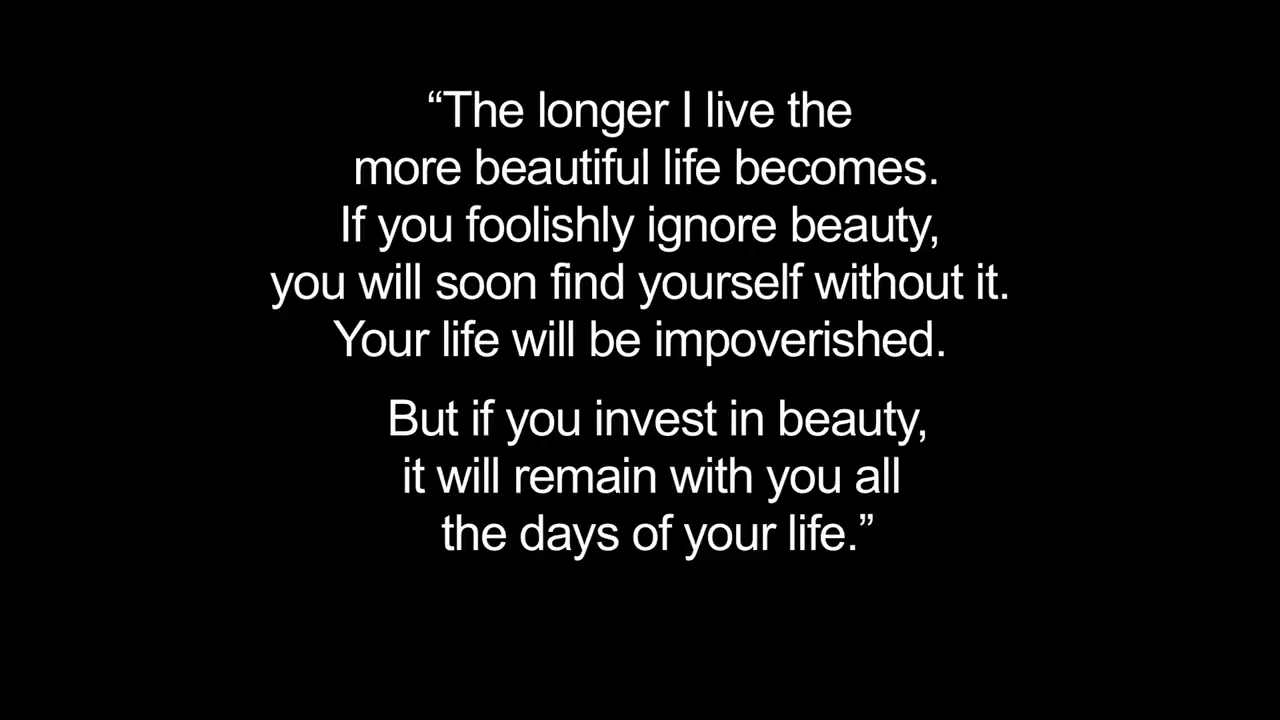 “The longer I live the
more beautiful life becomes.
If you foolishly ignore beauty,
you will soon find yourself without it.
Your life will be impoverished.
But if you invest in beauty,
it will remain with you all
the days of your life.”